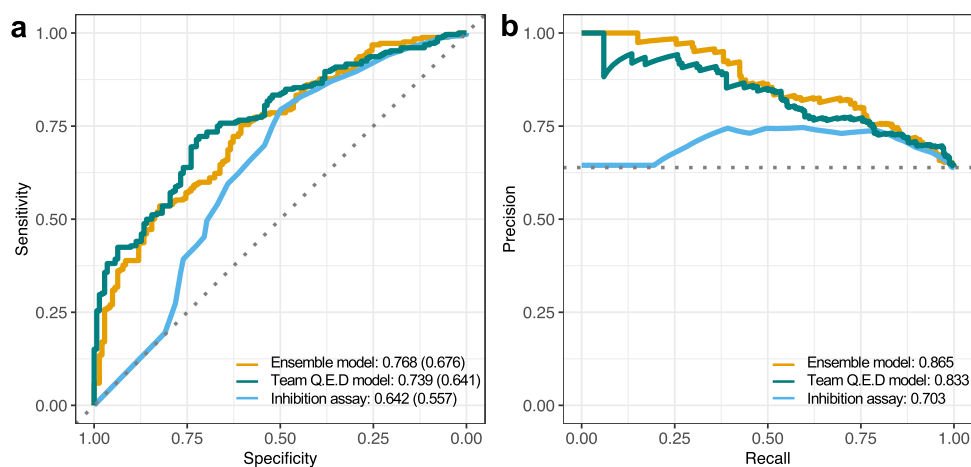 a
1.00
0.75
0.50
0.25
0.00
Sensitivity
Ensemble model: 0.768 (0.676)
Team Q.E.D model: 0.739 (0.641)
Inhibition assay: 0.642 (0.557)
1.00 0.75 0.50 0.25 0.00
Specificity
b
1.00
0.75
0.50
0.25
0.00
Precision
Ensemble model: 0.865
Team Q.E.D model: 0.833
Inhibition assay: 0.703
0.00 0.25 0.50 0.75 1.00
Recall